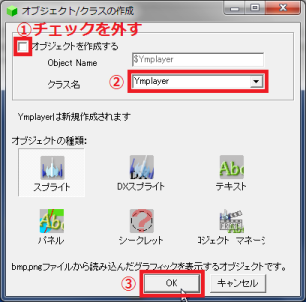 オブジェクト/クラスの作成
①チェックを外す
オブジェクトを作成する
Object Name
$Ymplayer
②
クラス名
Ymplayer
Ymplayerは新規作成されます
オブジェクトの種類:
スプライト
DXスプライト
テキスト
パネル
シークレット
ロジェクト マネージ
bmp,pngファイルから読み込んだグラフィックを表示するオブジェクトです。
③
OK
キャンセル